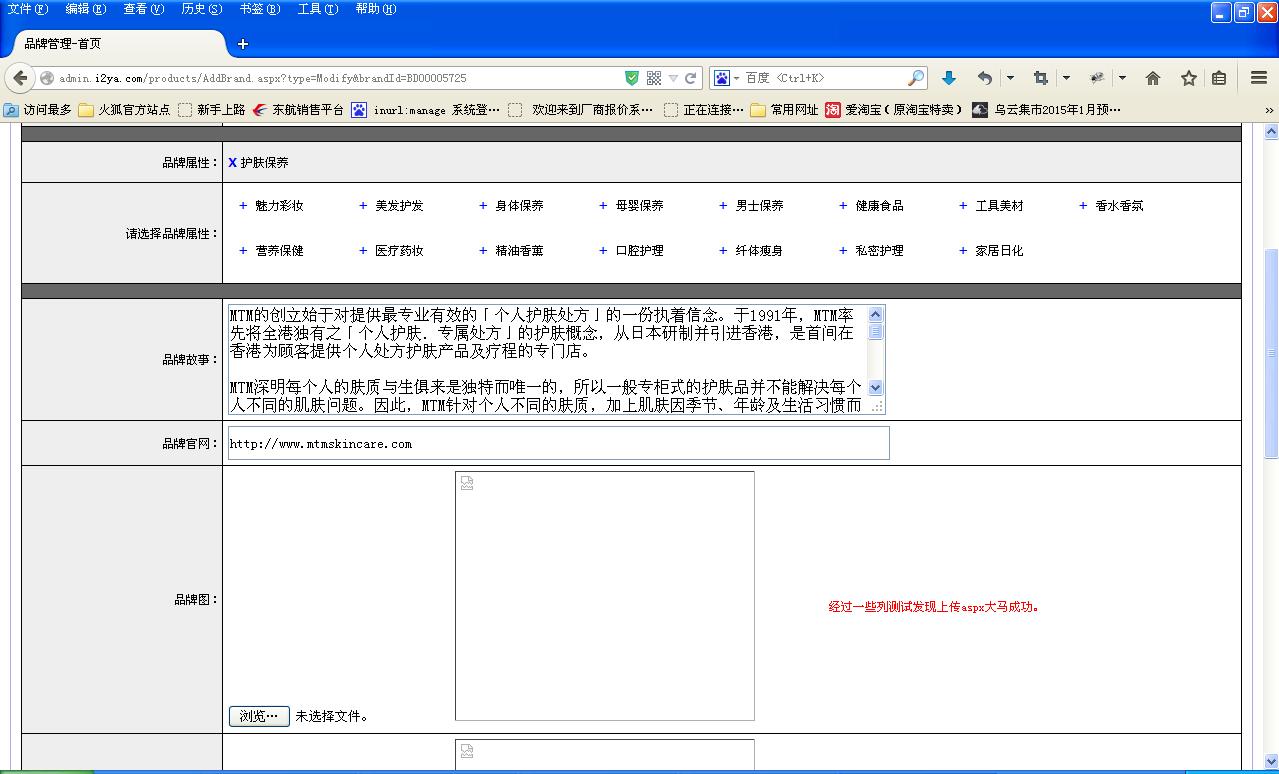 文件(F) 编辑(E) 查看(V) 历史(S) 书签(B) 工具(T) 帮助(H)
品牌管理-首页
admin.i2ya.com/products/AddBrand.aspx?type=Modify&brandId=BD00005725
百度 <Ctrl+K>
访问最多 火狐官方站点 新手上路 东航销售平台 inurl:manage 系统登… 欢迎来到厂商报价系… 正在连接… 常用网址 爱淘宝(原淘宝特卖) 乌云集市2015年1月预…
品牌属性： X 护肤保养
请选择品牌属性：
+ 魅力彩妆 + 美发护发 + 身体保养 + 母婴保养 + 男士保养 + 健康食品 + 工具美材 + 香水香氛
+ 营养保健 + 医疗药妆 + 精油香薰 + 口腔护理 + 纤体瘦身 + 私密护理 + 家居日化
品牌故事：
MTM的创立始于对提供最专业有效的「个人护肤处方」的一份执着信念。于1991年，MTM率
先将全港独有之「个人护肤．专属处方」的护肤概念，从日本研制并引进香港，是首间在
香港为顾客提供个人处方护肤产品及疗程的专门店。
MTM深明每个人的肤质与生俱来是独特而唯一的，所以一般专柜式的护肤品并不能解决每个
人不同的肌肤问题。因此，MTM针对个人不同的肤质，加上肌肤因季节、年龄及生活习惯而
品牌官网： http://www.mtmskincare.com
品牌图：
经过一些列测试发现上传aspx大马成功。
浏览… 未选择文件。